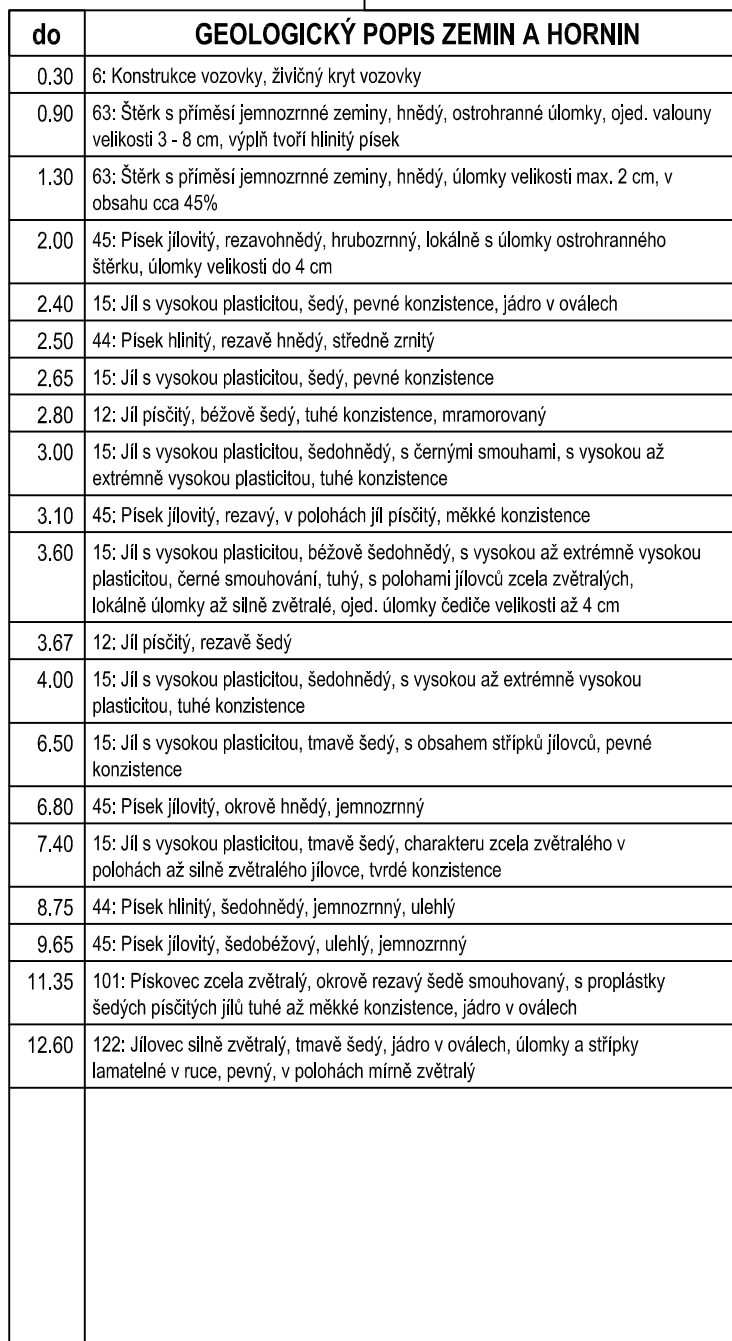 do GEOLOGICKÝ POPIS ZEMIN A HORNIN
0.30 6: Konstrukce vozovky, živičný kryt vozovky
0.90 63: Štěrk s příměsí jemnozrnné zeminy, hnědý, ostrohranné úlomky, ojed. valouny
velikosti 3 - 8 cm, výplň tvoří hlinitý písek
1.30 63: Štěrk s příměsí jemnozrnné zeminy, hnědý, úlomky velikosti max. 2 cm, v
obsahu cca 45%
2.00 45: Písek jílovitý, rezavohnědý, hrubozrnný, lokálně s úlomky ostrohranného
štěrku, úlomky velikosti do 4 cm
2.40 15: Jíl s vysokou plasticitou, šedý, pevné konzistence, jádro v oválech
2.50 44: Písek hlinitý, rezavě hnědý, středně zrnitý
2.65 15: Jíl s vysokou plasticitou, šedý, pevné konzistence
2.80 12: Jíl písčitý, béžově šedý, tuhé konzistence, mramorovaný
3.00 15: Jíl s vysokou plasticitou, šedohnědý, s černými smouhami, s vysokou až
extrémně vysokou plasticitou, tuhé konzistence
3.10 45: Písek jílovitý, rezavý, v polohách jíl písčitý, měkké konzistence
3.60 15: Jíl s vysokou plasticitou, béžově šedohnědý, s vysokou až extrémně vysokou
plasticitou, černé smouhování, tuhý, s polohami jílovců zcela zvětralých,
lokálně úlomky až silně zvětralé, ojed. úlomky čediče velikosti až 4 cm
3.67 12: Jíl písčitý, rezavě šedý
4.00 15: Jíl s vysokou plasticitou, šedohnědý, s vysokou až extrémně vysokou
plasticitou, tuhé konzistence
6.50 15: Jíl s vysokou plasticitou, tmavě šedý, s obsahem střípků jílovců, pevné
konzistence
6.80 45: Písek jílovitý, okrově hnědý, jemnozrnný
7.40 15: Jíl s vysokou plasticitou, tmavě šedý, charakteru zcela zvětralého v
polohách až silně zvětralého jílovce, tvrdé konzistence
8.75 44: Písek hlinitý, šedohnědý, jemnozrnný, ulehlý
9.65 45: Písek jílovitý, šedobéžový, ulehlý, jemnozrnný
11.35 101: Pískovec zcela zvětralý, okrově rezavý šedě smouhovaný, s proplástky
šedých písčitých jílů tuhé až měkké konzistence, jádro v oválech
12.60 122: Jílovec silně zvětralý, tmavě šedý, jádro v oválech, úlomky a střípky
lamatelné v ruce, pevný, v polohách mírně zvětralý